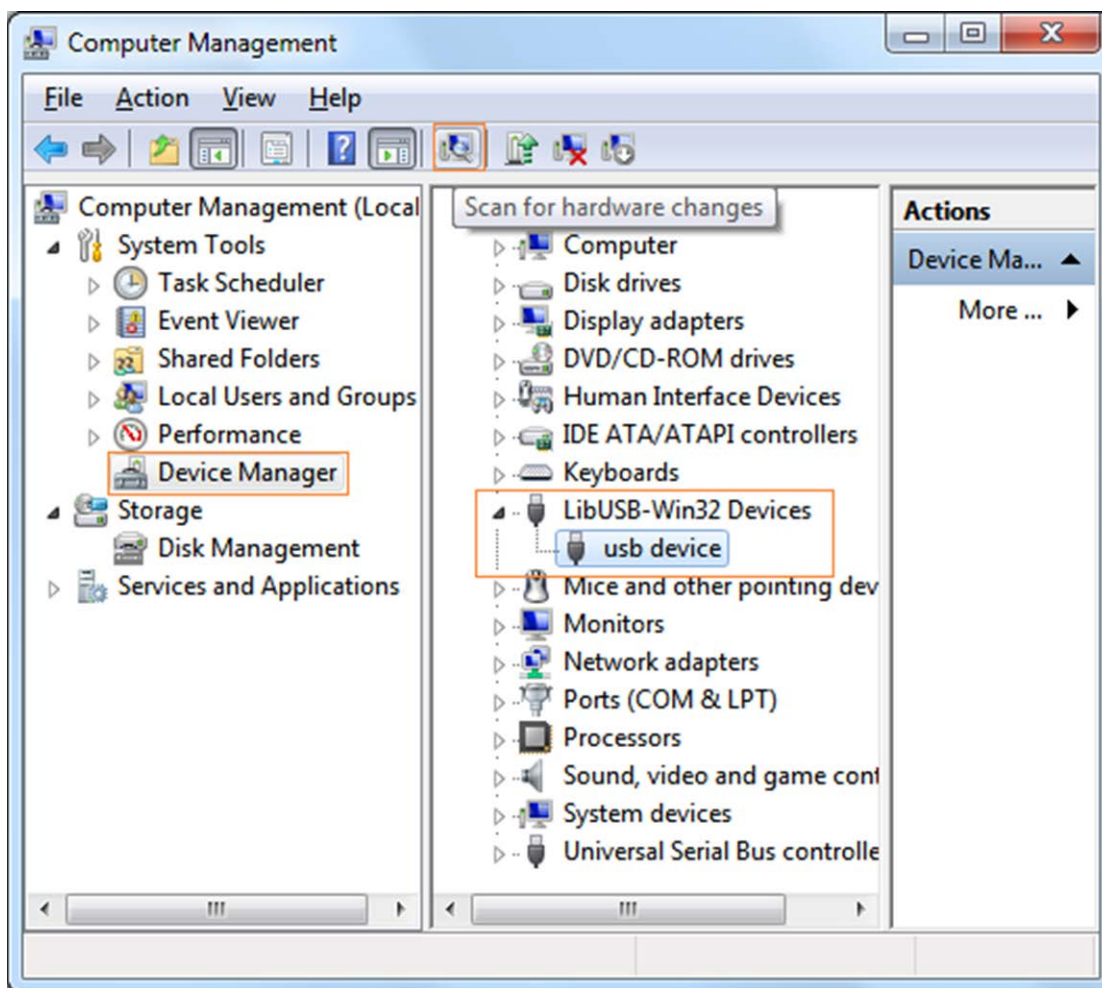 Computer Management
File Action View Help
Computer Management (Local
System Tools
Task Scheduler
Event Viewer
Shared Folders
Local Users and Groups
Performance
Device Manager
Storage
Disk Management
Services and Applications
Scan for hardware changes
Computer
Disk drives
Display adapters
DVD/CD-ROM drives
Human Interface Devices
IDE ATA/ATAPI controllers
Keyboards
LibUSB-Win32 Devices
usb device
Mice and other pointing dev
Monitors
Network adapters
Ports (COM & LPT)
Processors
Sound, video and game cont
System devices
Universal Serial Bus controlle
Actions
Device Ma...
More ...